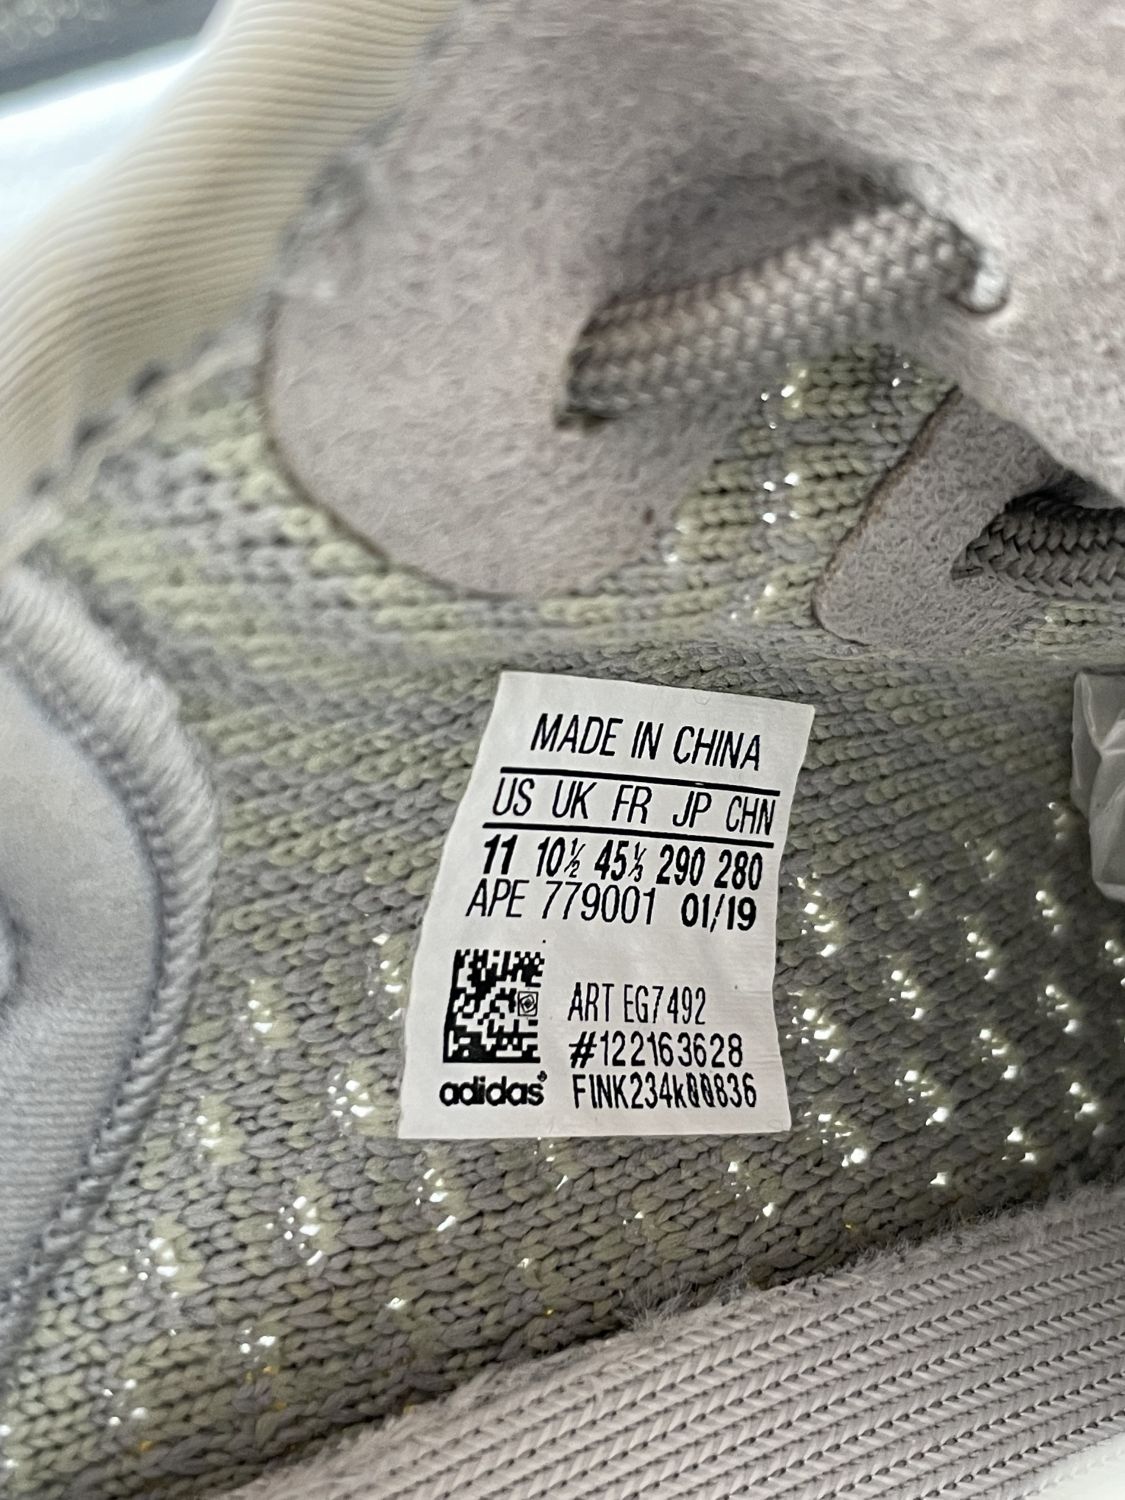 MADE IN CHINA
US UK FR JP CHN
11 10½ 45⅓ 290 280
APE 779001 01/19
ART EG7492
#122163628
FINK234k00836
adidas